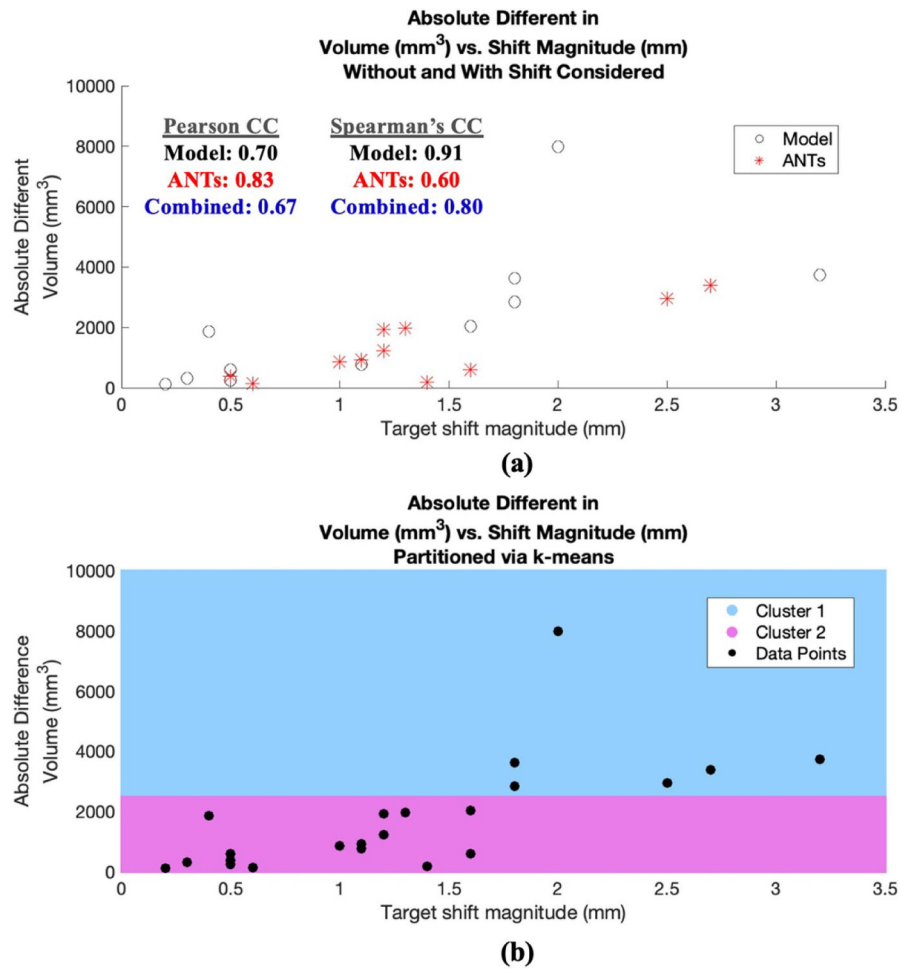 Absolute Different in
Volume (mm³) vs. Shift Magnitude (mm)
Without and With Shift Considered
10000
8000
6000
4000
2000
0
Absolute Different
Volume (mm³)
Pearson CC
Model: 0.70
ANTs: 0.83
Combined: 0.67
Spearman's CC
Model: 0.91
ANTs: 0.60
Combined: 0.80
Model
ANTs
0 0.5 1 1.5 2 2.5 3 3.5
Target shift magnitude (mm)
(a)
Absolute Different in
Volume (mm³) vs. Shift Magnitude (mm)
Partitioned via k-means
10000
8000
6000
4000
2000
0
Absolute Difference
Volume (mm³)
Cluster 1
Cluster 2
Data Points
0 0.5 1 1.5 2 2.5 3 3.5
Target shift magnitude (mm)
(b)